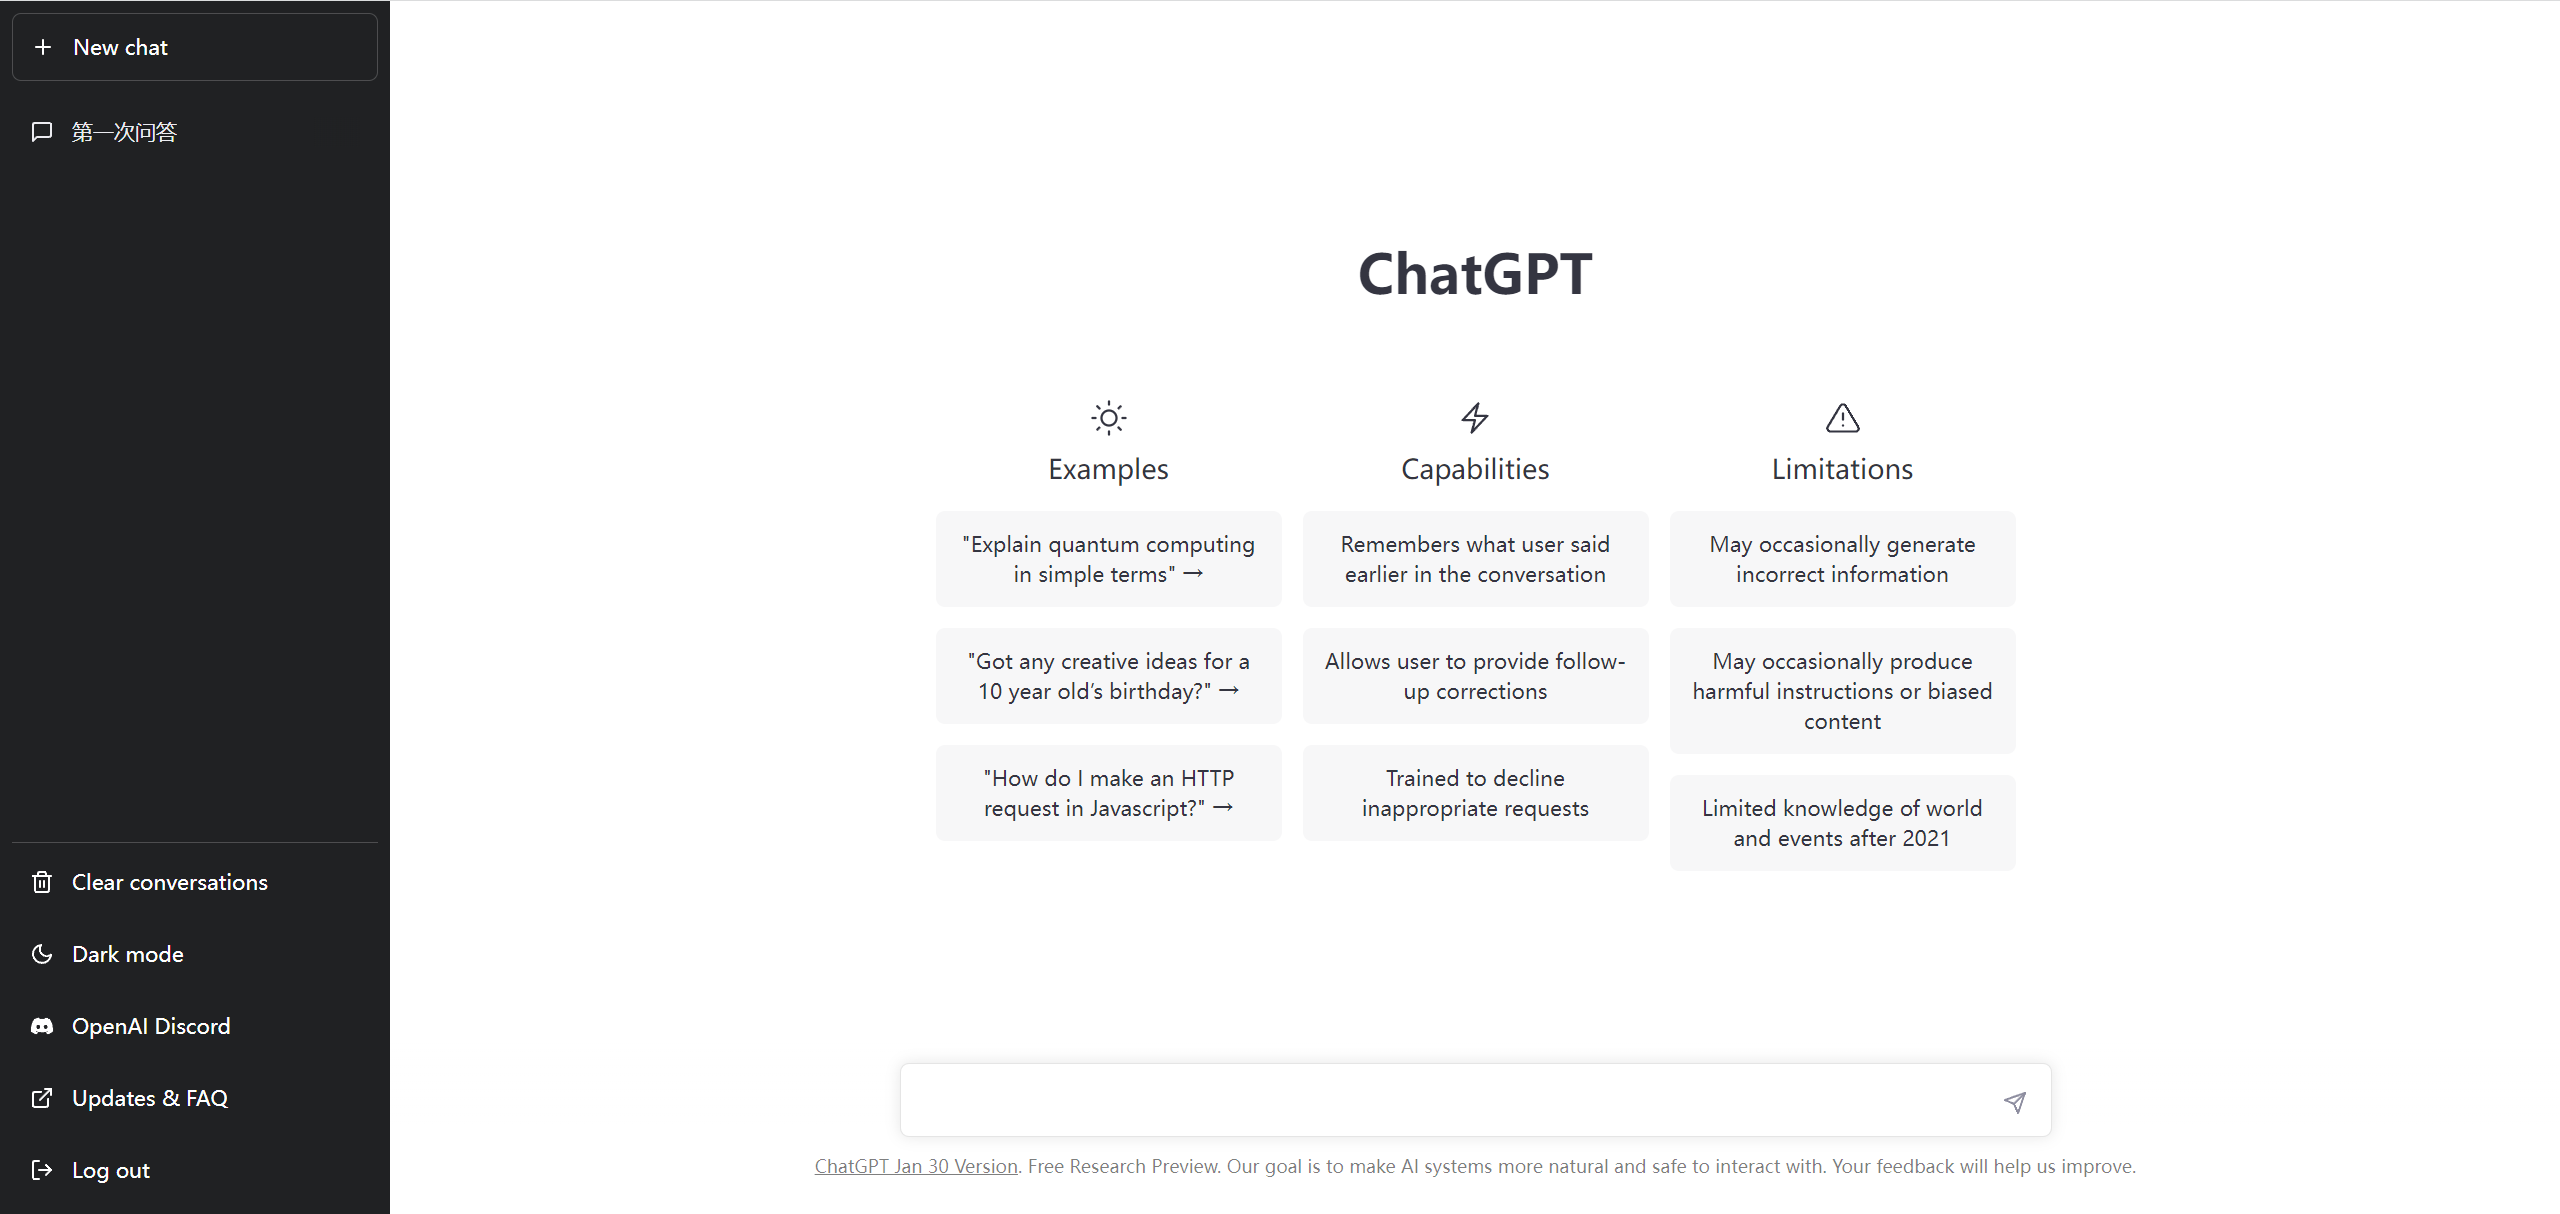 New chat
第一次问答
Clear conversations
Dark mode
OpenAI Discord
Updates & FAQ
Log out
ChatGPT
Examples
"Explain quantum computing
in simple terms" →
"Got any creative ideas for a
10 year old’s birthday?" →
"How do I make an HTTP
request in Javascript?" →
Capabilities
Remembers what user said
earlier in the conversation
Allows user to provide follow-
up corrections
Trained to decline
inappropriate requests
Limitations
May occasionally generate
incorrect information
May occasionally produce
harmful instructions or biased
content
Limited knowledge of world
and events after 2021
ChatGPT Jan 30 Version. Free Research Preview. Our goal is to make AI systems more natural and safe to interact with. Your feedback will help us improve.